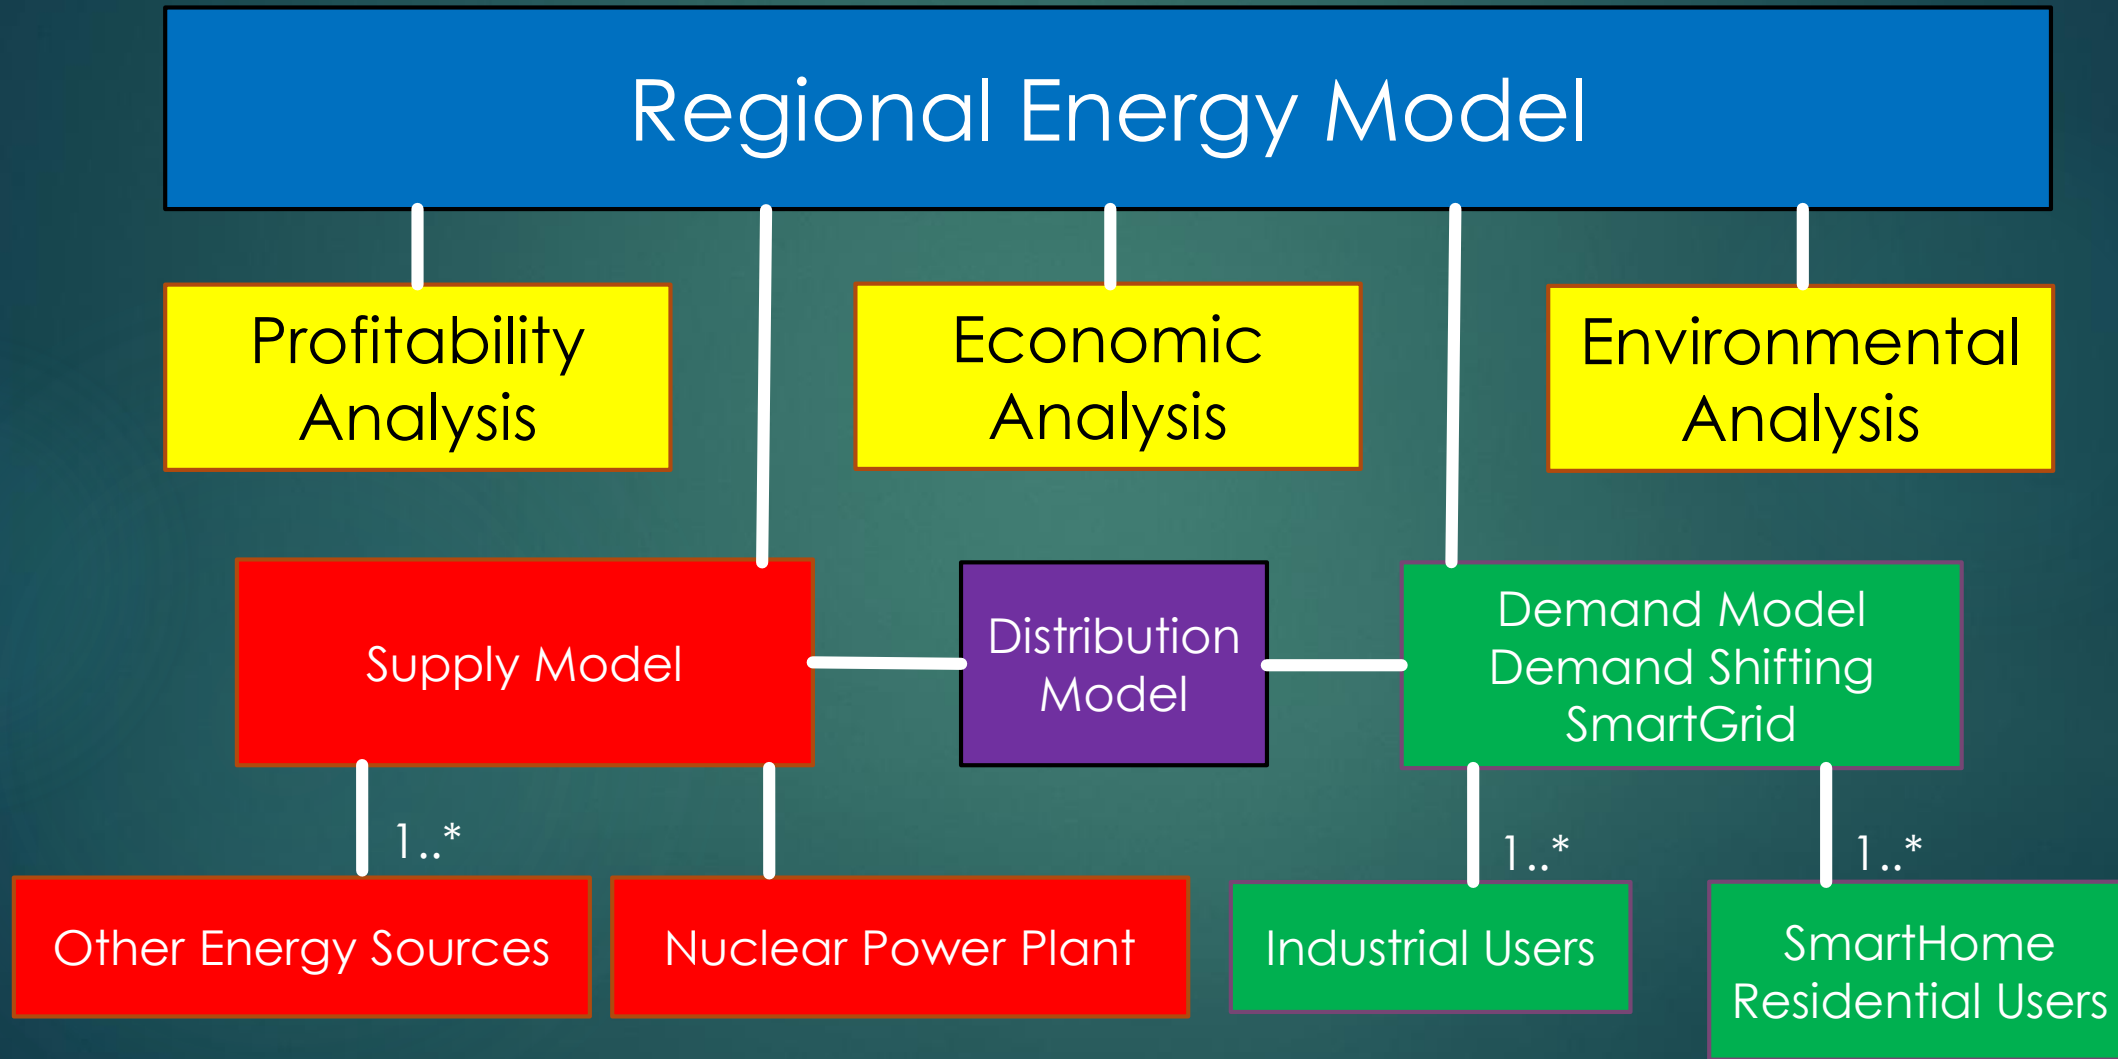 Regional Energy Model
Profitability
Analysis
Economic
Analysis
Environmental
Analysis
Supply Model
Distribution
Model
Demand Model
Demand Shifting
SmartGrid
1..*
1..*
1..*
Other Energy Sources
Nuclear Power Plant
Industrial Users
SmartHome
Residential Users